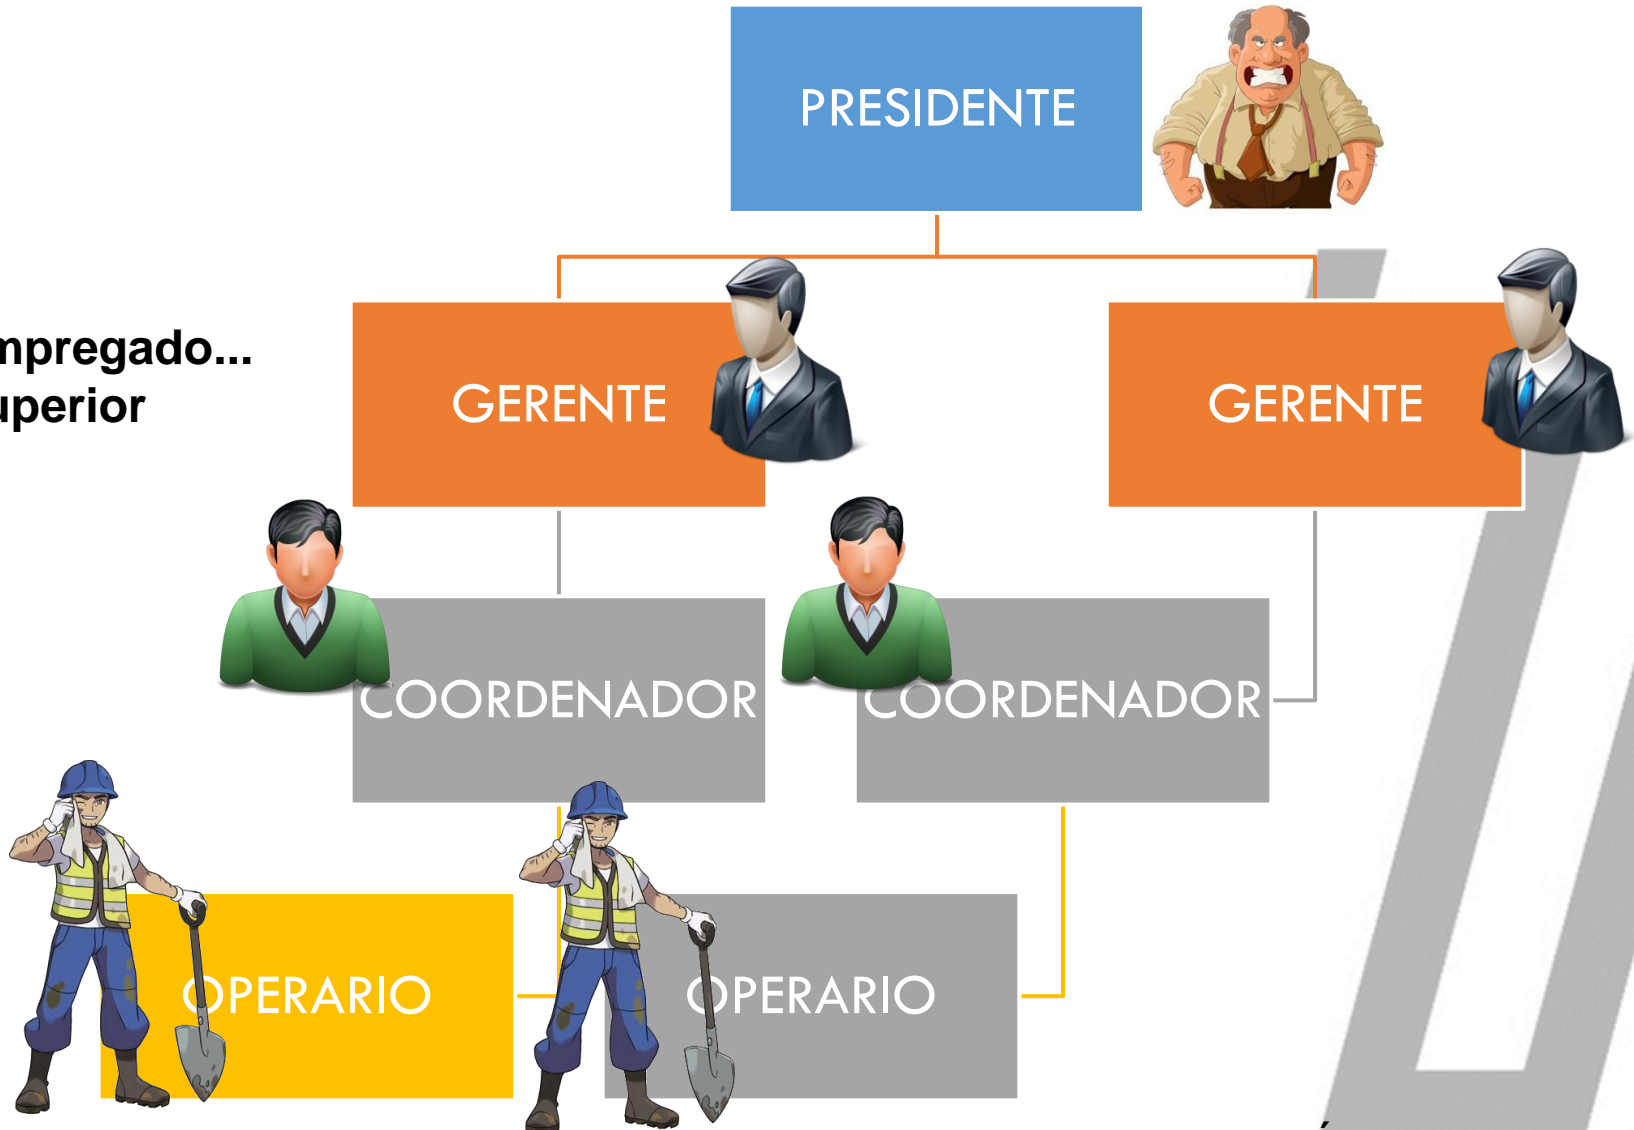 PRESIDENTE
mpregado...
uperior
GERENTE
GERENTE
COORDENADOR
COORDENADOR
OPERARIO
OPERARIO